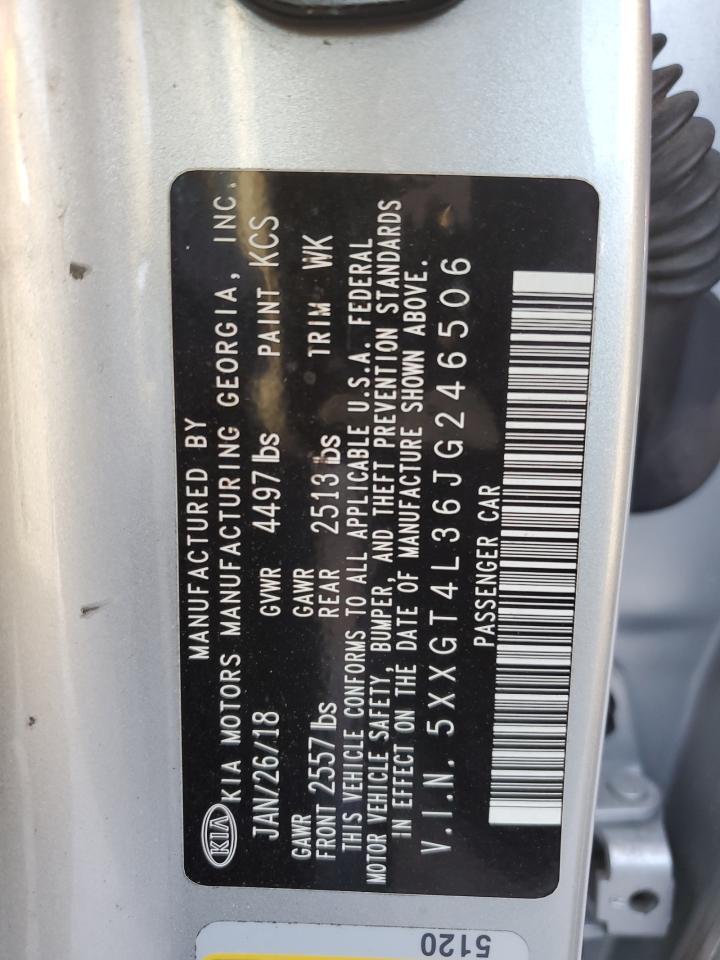 MANUFACTURED BY
KIA KIA MOTORS MANUFACTURING GEORGIA, INC.
JAN/26/18 GVWR 4497 lbs PAINT KCS
GAWR GAWR
FRONT 2557 lbs REAR 2513 lbs TRIM WK
THIS VEHICLE CONFORMS TO ALL APPLICABLE U.S.A. FEDERAL
MOTOR VEHICLE SAFETY, BUMPER, AND THEFT PREVENTION STANDARDS
IN EFFECT ON THE DATE OF MANUFACTURE SHOWN ABOVE.
V.I.N. 5XXGT4L36JG246506
PASSENGER CAR
5120